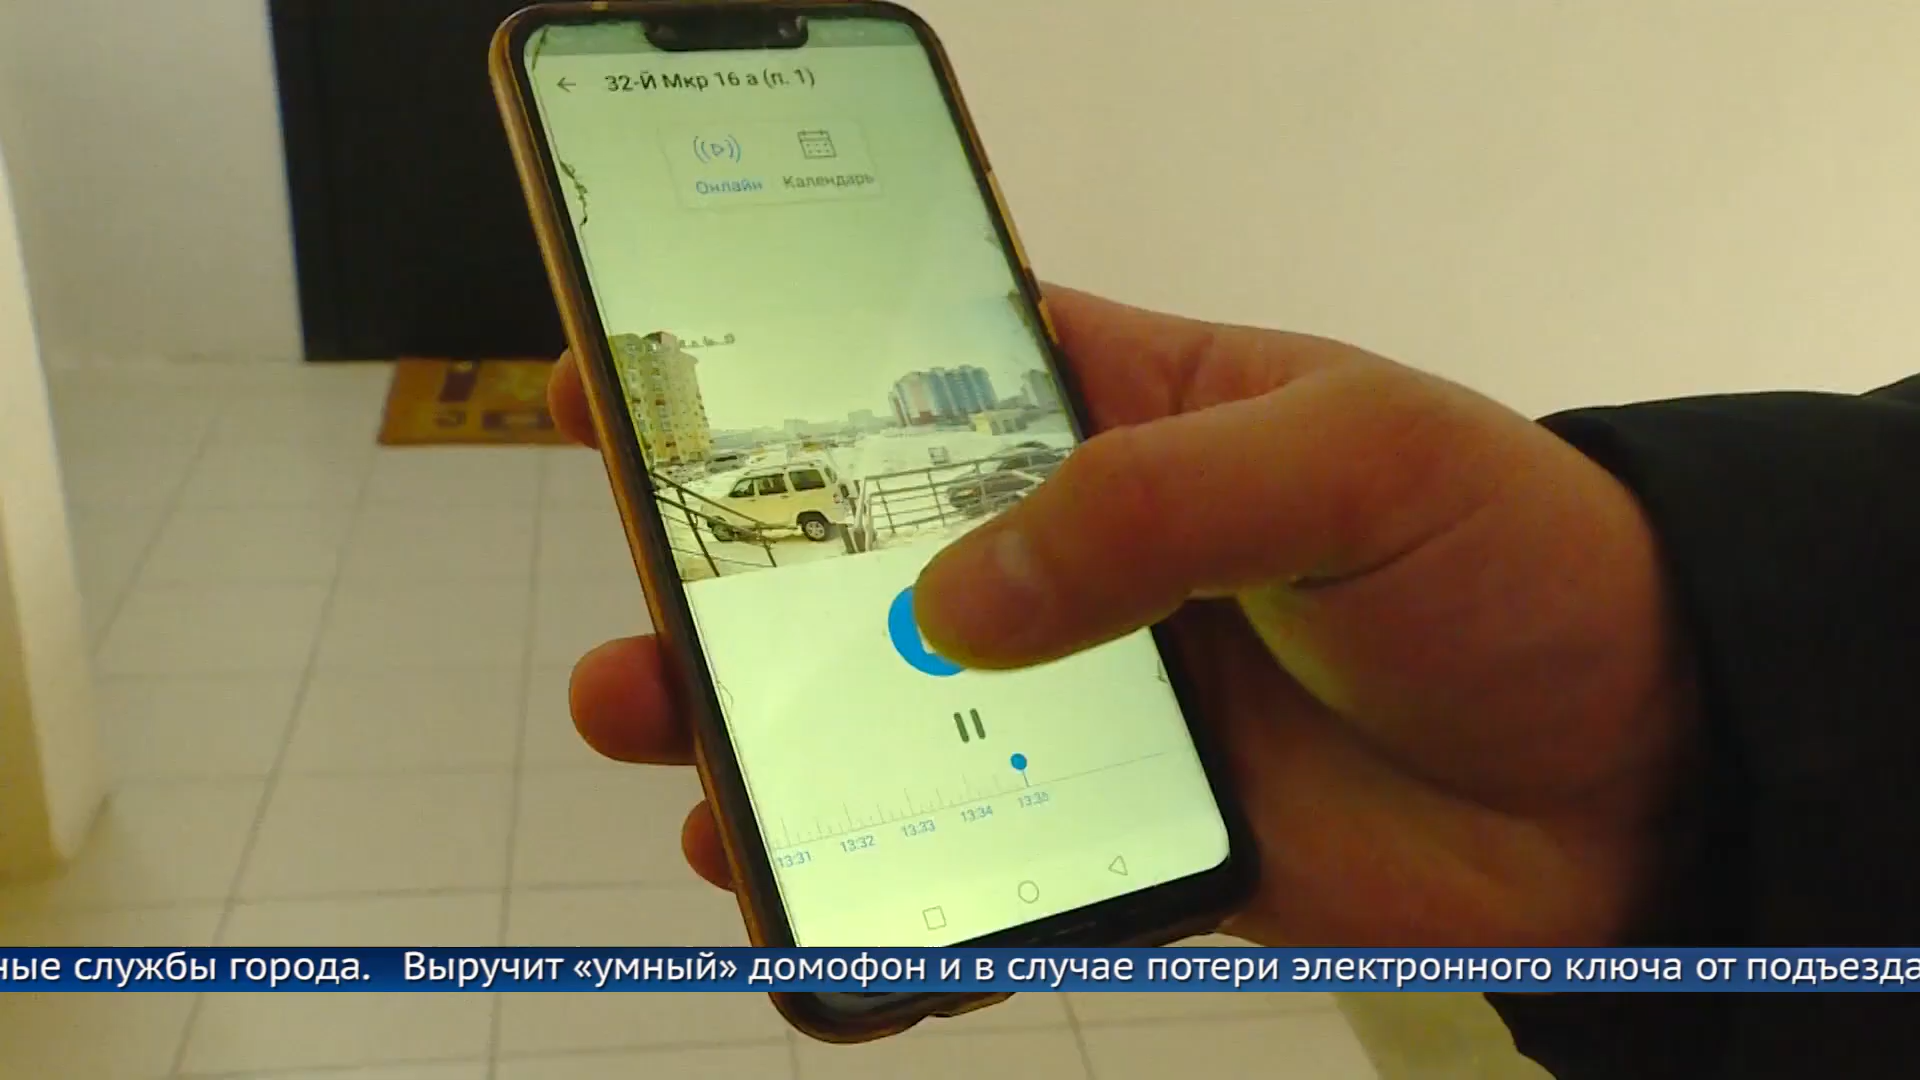 32-Й Мкр 16 а (п. 1)
Онлайн Календарь
13:31 13:32 13:33 13:34 13:35
ные службы города. Выручит «умный» домофон и в случае потери электронного ключа от подъезда